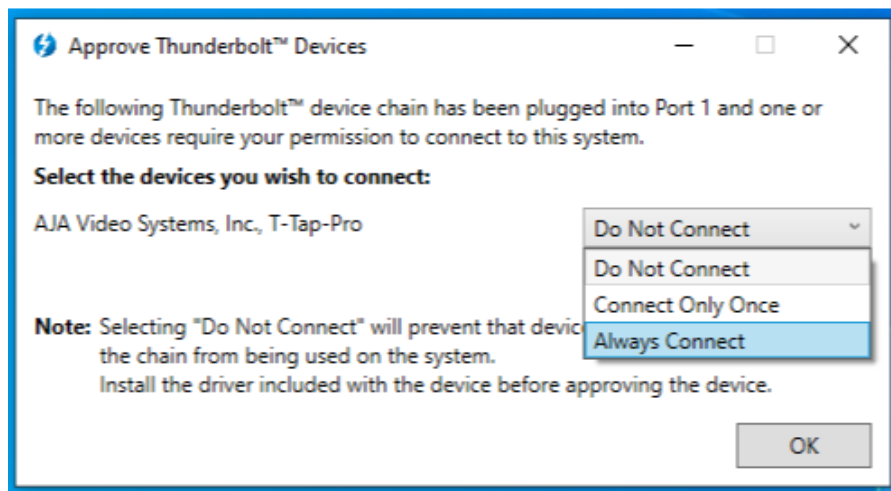 Approve Thunderbolt™ Devices
The following Thunderbolt™ device chain has been plugged into Port 1 and one or
more devices require your permission to connect to this system.
Select the devices you wish to connect:
AJA Video Systems, Inc., T-Tap-Pro
Do Not Connect
Do Not Connect
Connect Only Once
Always Connect
Note: Selecting "Do Not Connect" will prevent that
the chain from being used on the system.
Install the driver included with the device before approving the device.
OK